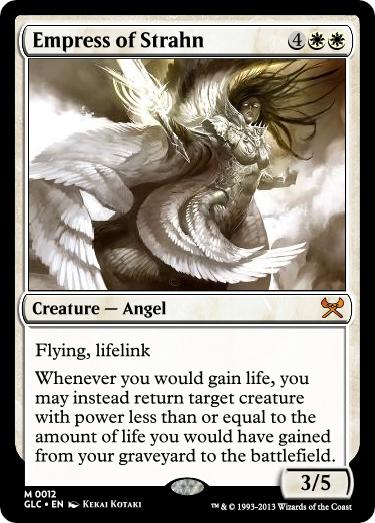 Empress of Strahn 4
Creature — Angel
Flying, lifelink
Whenever you would gain life, you
may instead return target creature
with power less than or equal to the
amount of life you would have gained
from your graveyard to the battlefield.
3/5
M 0012
GLC • EN Kekai Kotaki
™ & © 1993-2013 Wizards of the Coast